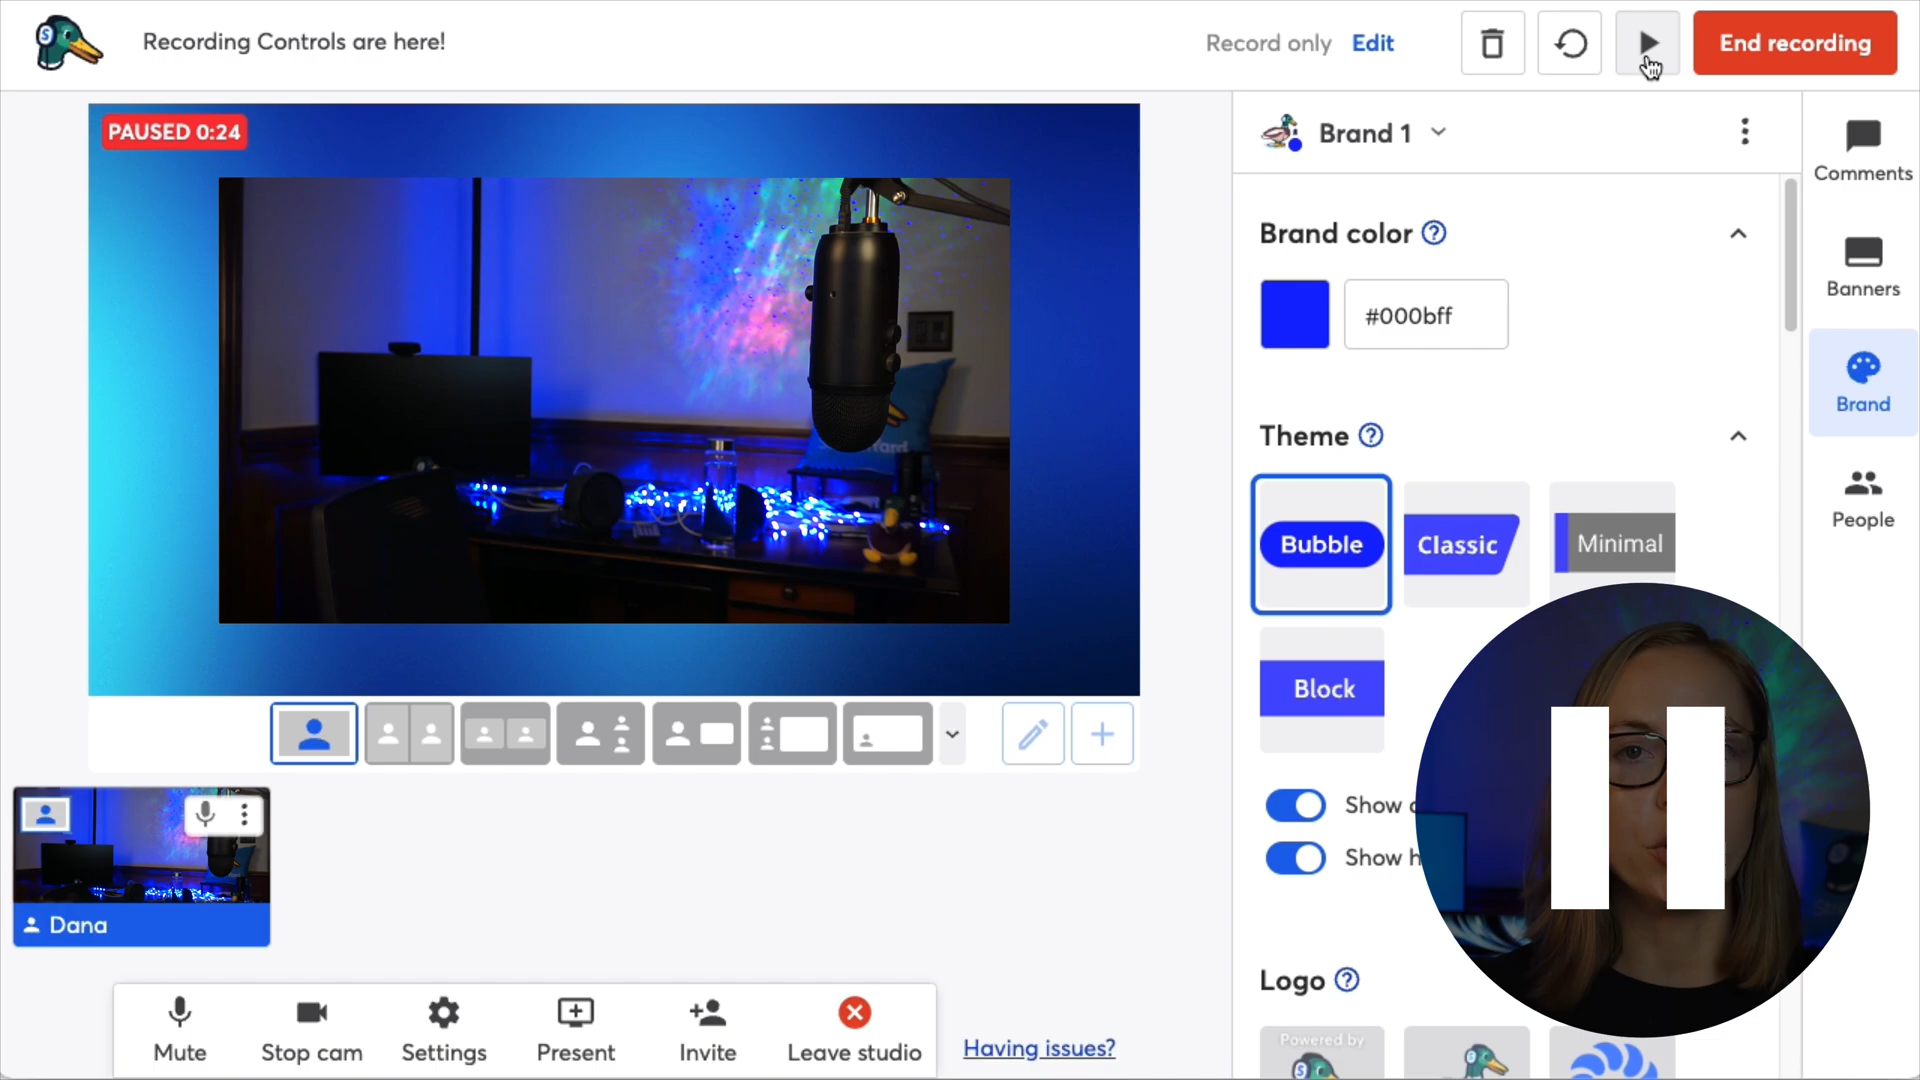 Recording Controls are here!
Record only Edit
End recording
PAUSED 0:24
Brand 1
Brand color
#000bff
Theme
Bubble
Classic
Minimal
Block
Show
Show
Logo
Powered by
Comments
Banners
Brand
People
Dana
Mute
Stop cam
Settings
Present
Invite
Leave studio
Having issues?